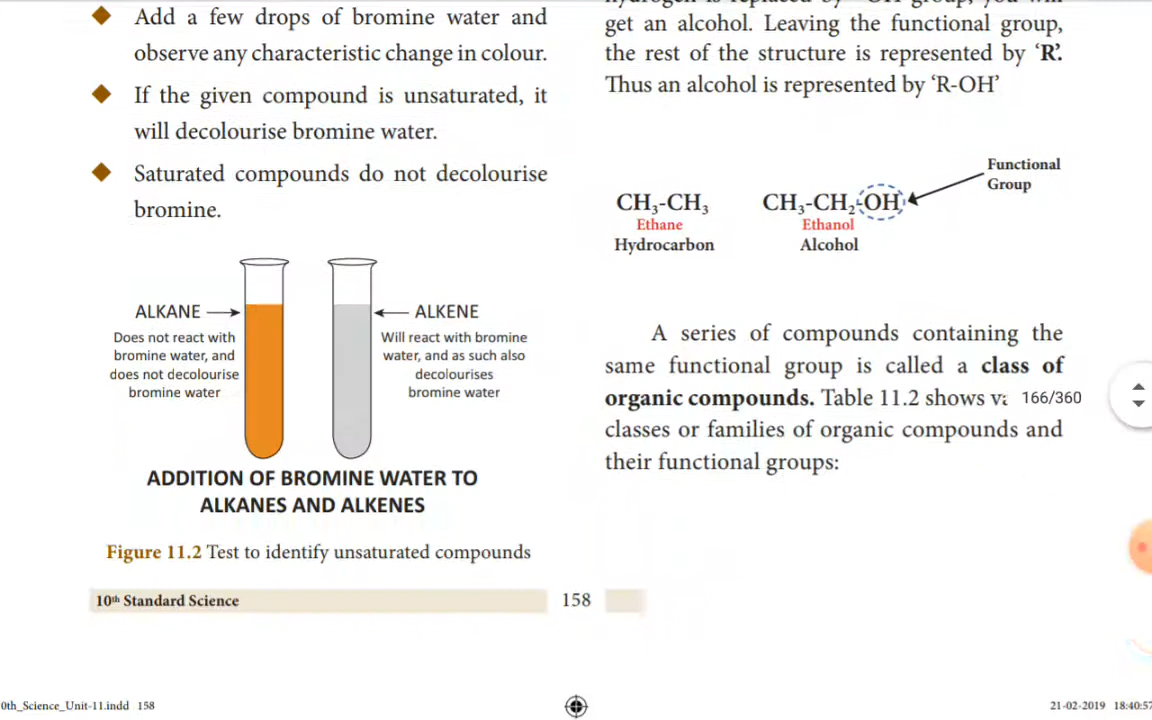 Add a few drops of bromine water and
observe any characteristic change in colour.
If the given compound is unsaturated, it
will decolourise bromine water.
Saturated compounds do not decolourise
bromine.
ALKANE
Does not react with
bromine water, and
does not decolourise
bromine water
ALKENE
Will react with bromine
water, and as such also
decolourises
bromine water
ADDITION OF BROMINE WATER TO
ALKANES AND ALKENES
Figure 11.2 Test to identify unsaturated compounds
get an alcohol. Leaving the functional group,
the rest of the structure is represented by ‘R’.
Thus an alcohol is represented by ‘R-OH’
Functional
Group
CH₃-CH₃
Ethane
Hydrocarbon
CH₃-CH₂-OH
Ethanol
Alcohol
A series of compounds containing the
same functional group is called a class of
organic compounds. Table 11.2 shows
166/360
classes or families of organic compounds and
their functional groups:
10th Standard Science
158
0th_Science_Unit-11.indd 158
21-02-2019 18:40:57